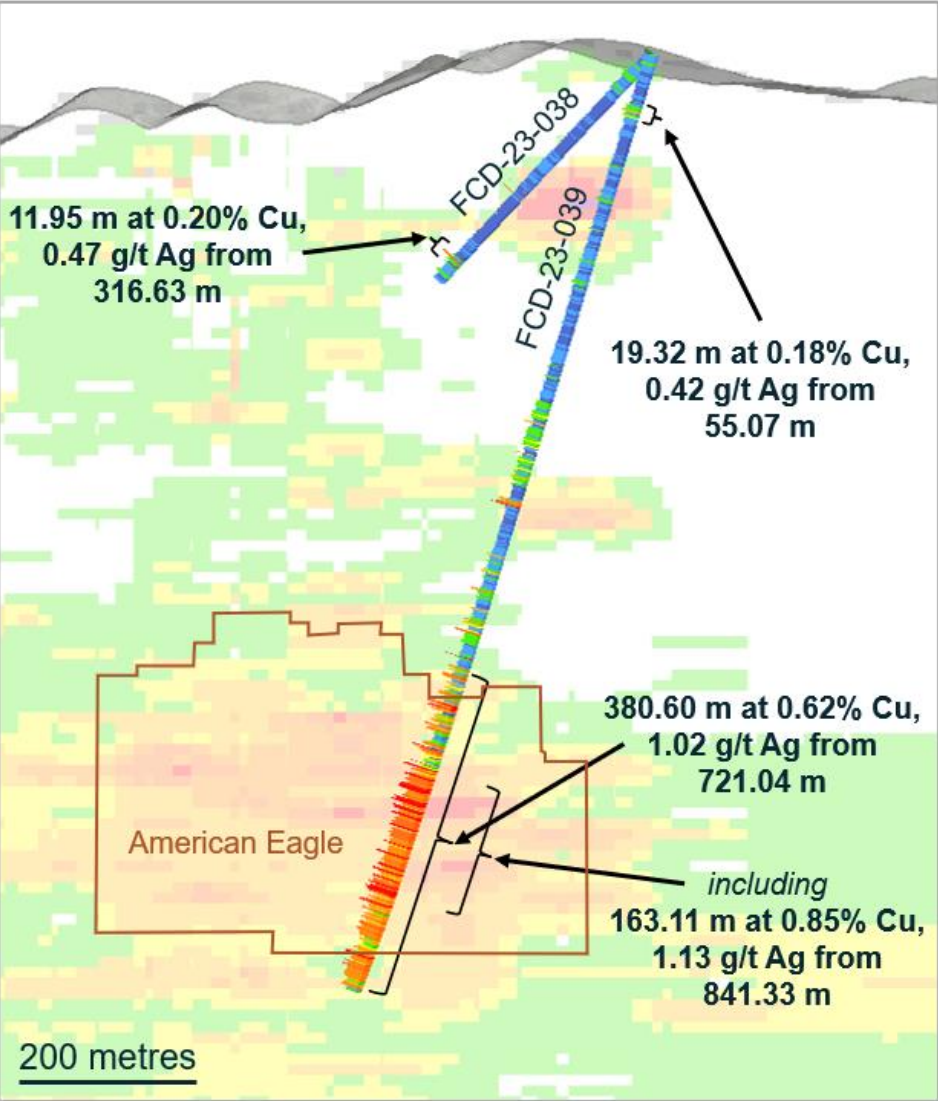 FCD-23-038
FCD-23-039
11.95 m at 0.20% Cu,
0.47 g/t Ag from
316.63 m
19.32 m at 0.18% Cu,
0.42 g/t Ag from
55.07 m
380.60 m at 0.62% Cu,
1.02 g/t Ag from
721.04 m
American Eagle
including
163.11 m at 0.85% Cu,
1.13 g/t Ag from
841.33 m
200 metres